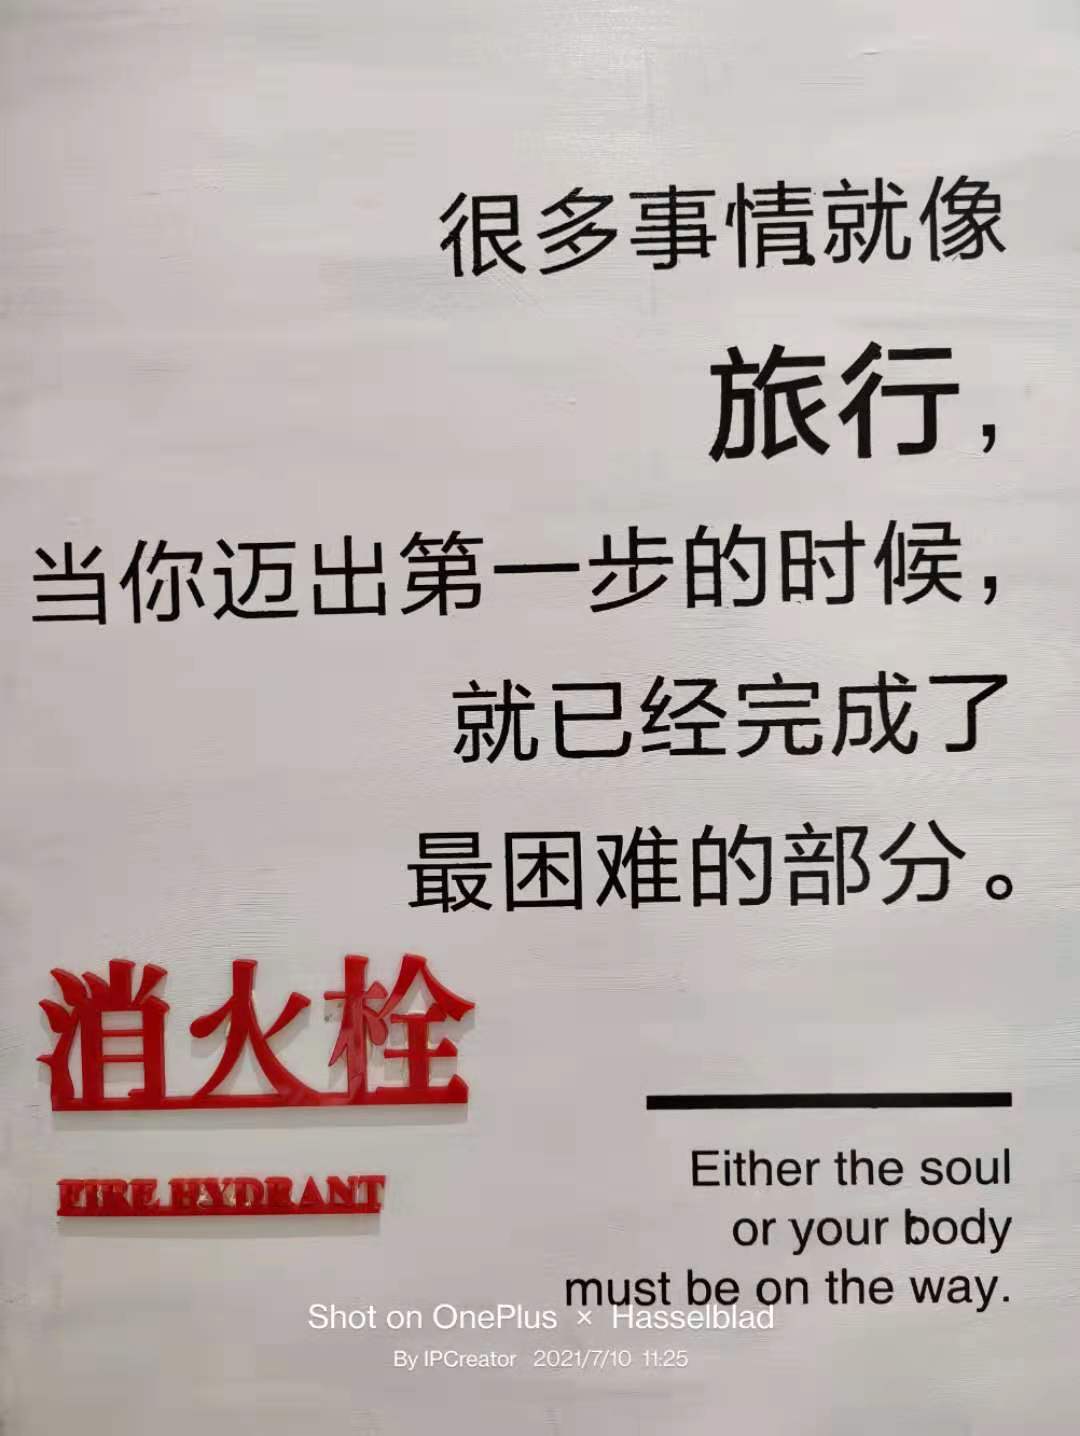 很多事情就像
旅行，
当你迈出第一步的时候，
就已经完成了
最困难的部分。
消火栓
FIRE HYDRANT
Either the soul
or your body
must be on the way.
Shot on OnePlus × Hasselblad
By IPCreator 2021/7/10 11:25